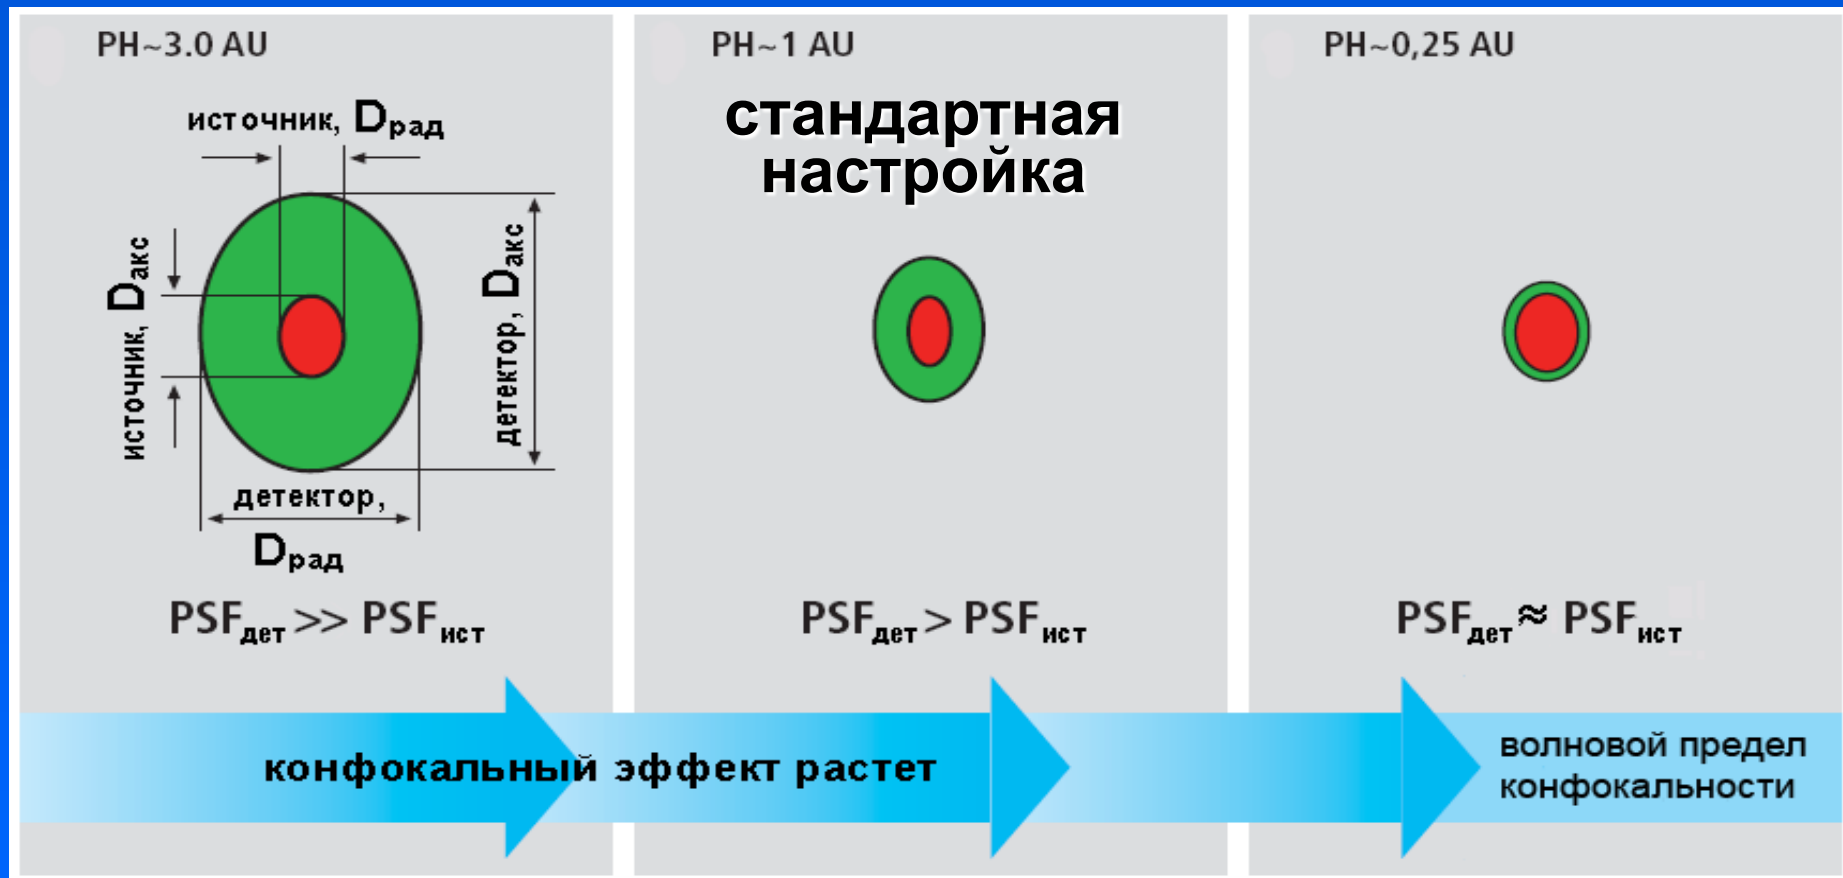 PH~3.0 AU
источник, Dрад
источник, Dакс
детектор, Dакс
детектор,
Dрад
PSFдет >> PSFист
PH~1 AU
стандартная
настройка
PSFдет > PSFист
PH~0,25 AU
PSFдет ≈ PSFист
конфокальный эффект растет
волновой предел
конфокальности